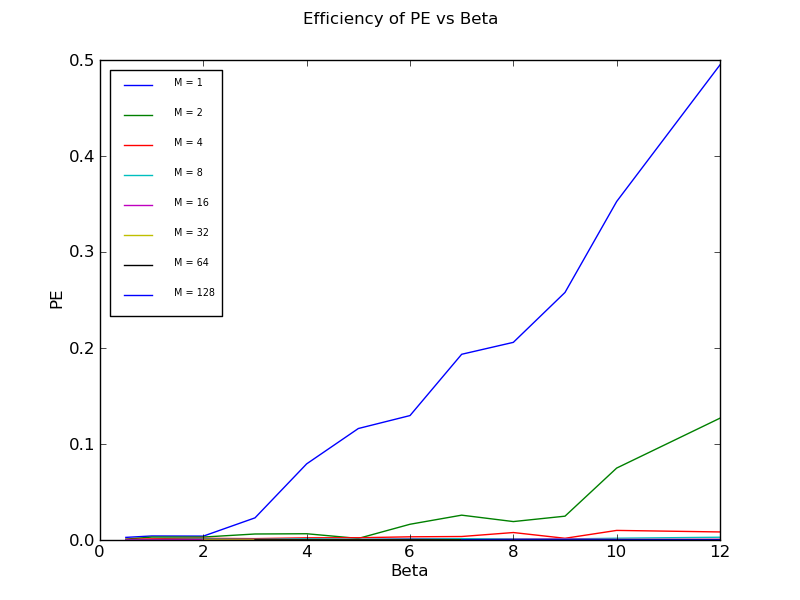 Efficiency of PE vs Beta
0.5
0.4
0.3
0.2
0.1
0.0
PE
M = 1
M = 2
M = 4
M = 8
M = 16
M = 32
M = 64
M = 128
0 2 4 6 8 10 12
Beta